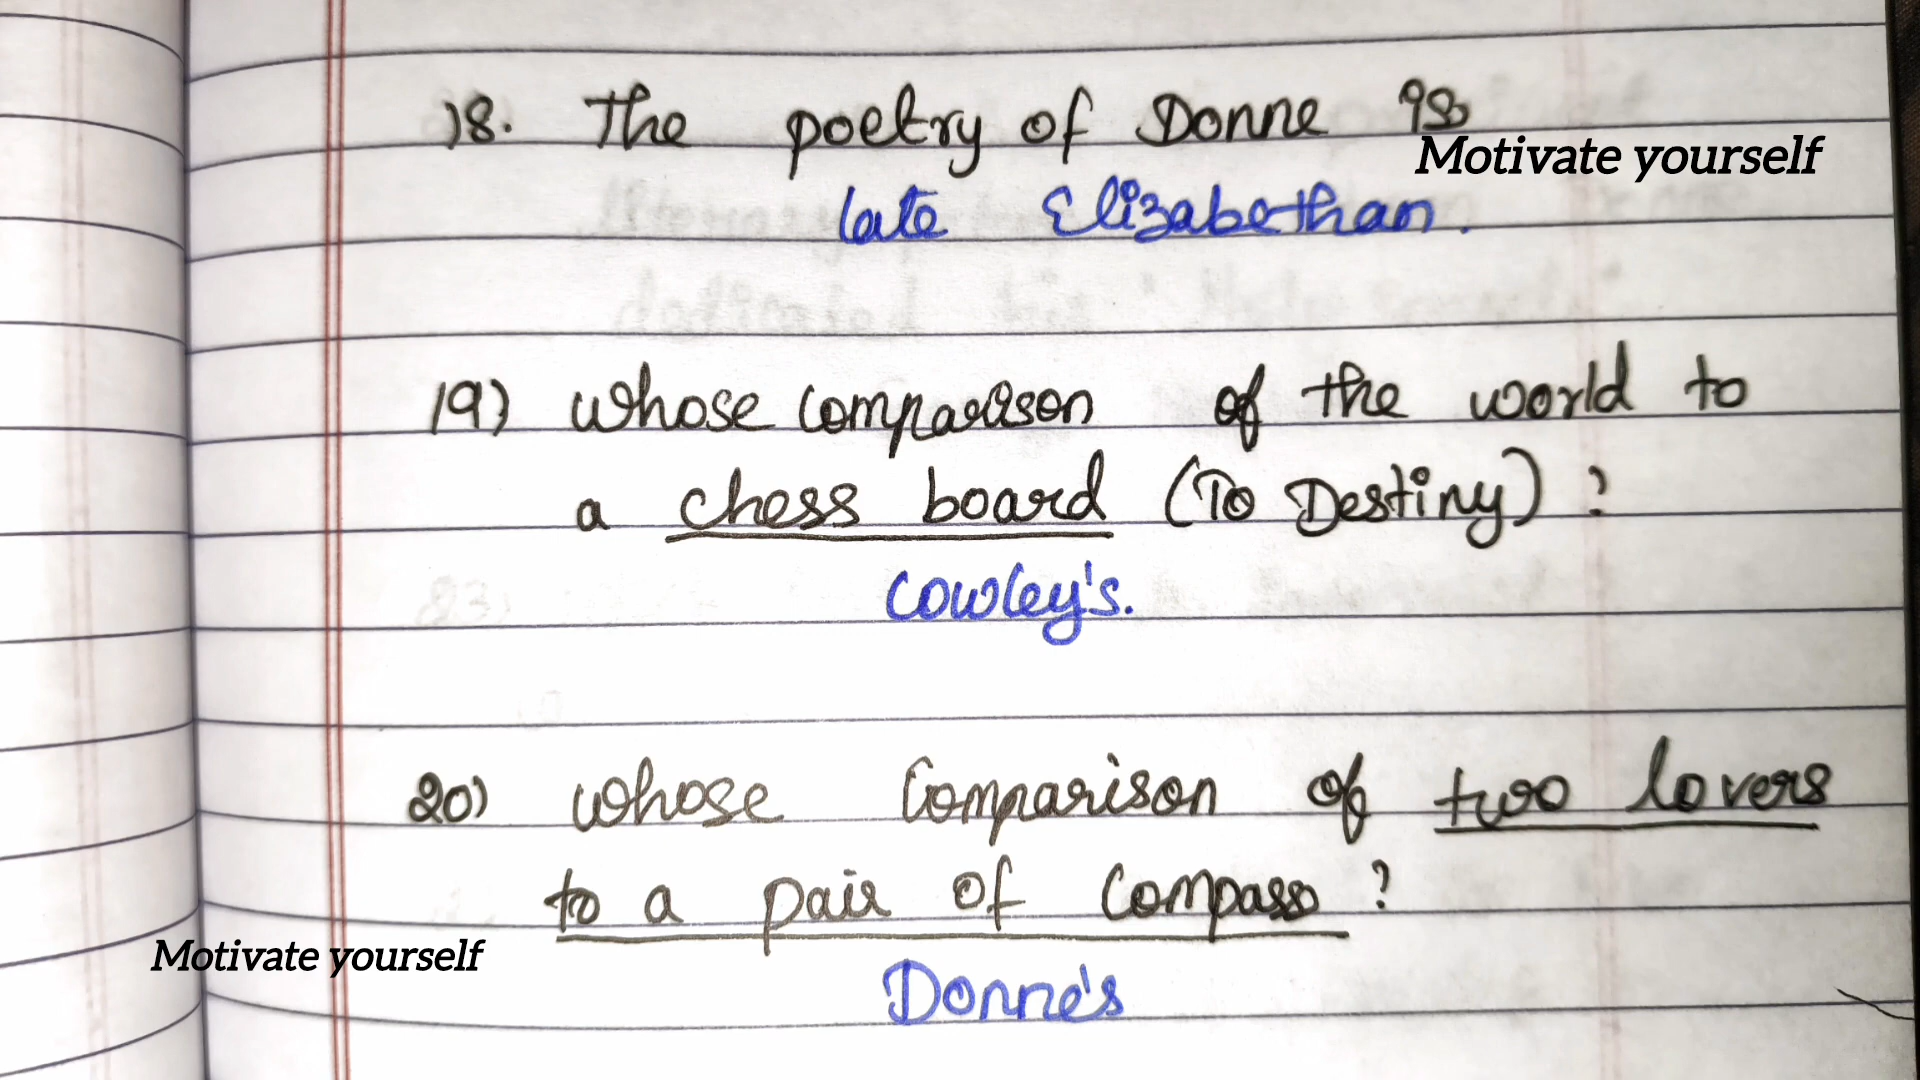 18. The poetry of Donne is
Motivate yourself
late Elizabethan.
19) Whose comparison of the world to
a chess board (To Destiny) ?
Cowley's.
20) Whose Comparison of two lovers
to a pair of Compass ?
Motivate yourself
Donne's